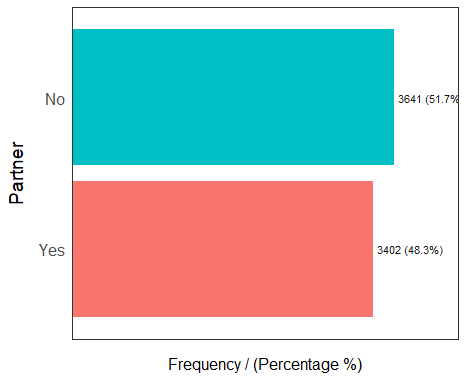 Partner
No
3641 (51.7%
Yes
3402 (48.3%)
Frequency / (Percentage %)